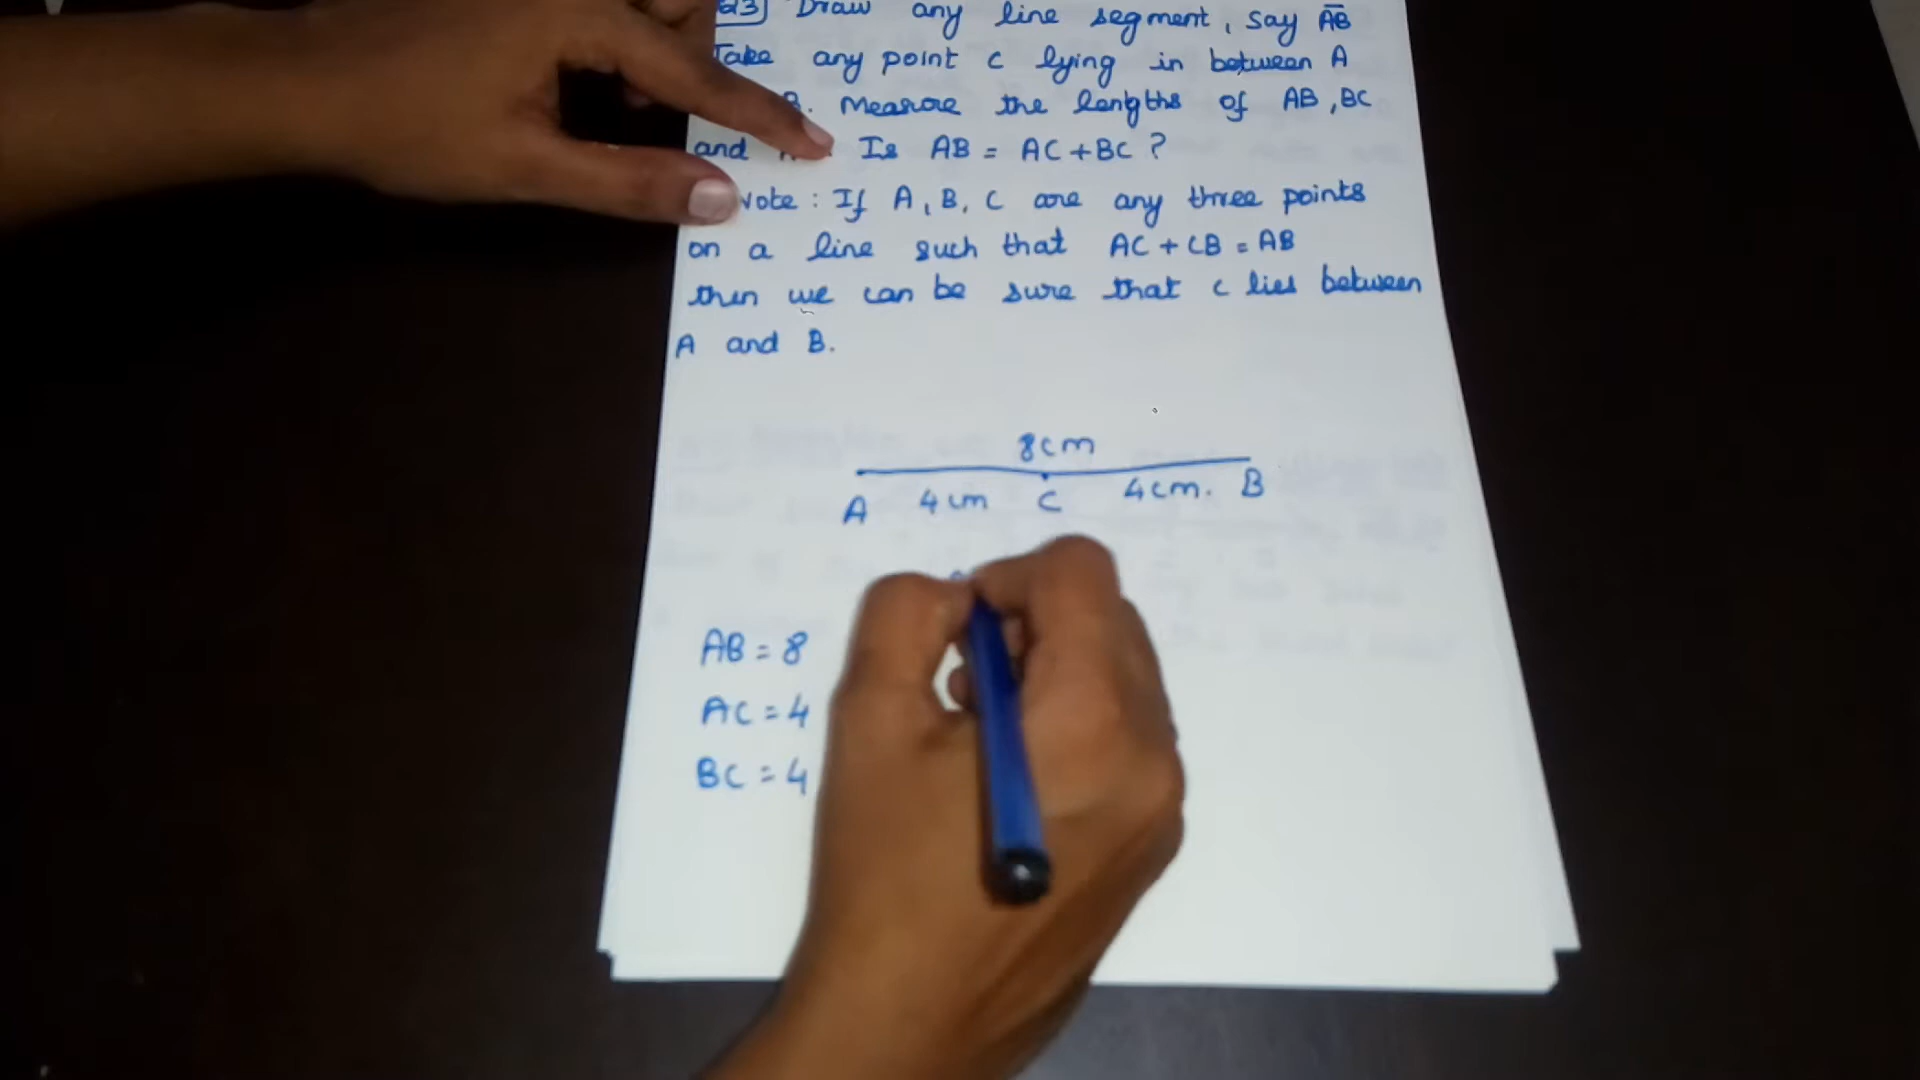 Q3) Draw any line segment, say AB
Take any point C lying in between A
B. Measure the lengths of AB, BC
and Is AB = AC + BC ?
Note : If A, B, C are any three points
on a line such that AC + CB = AB
then we can be sure that C lies between
A and B.
8cm
A 4cm C 4cm. B
AB = 8
AC = 4
BC = 4